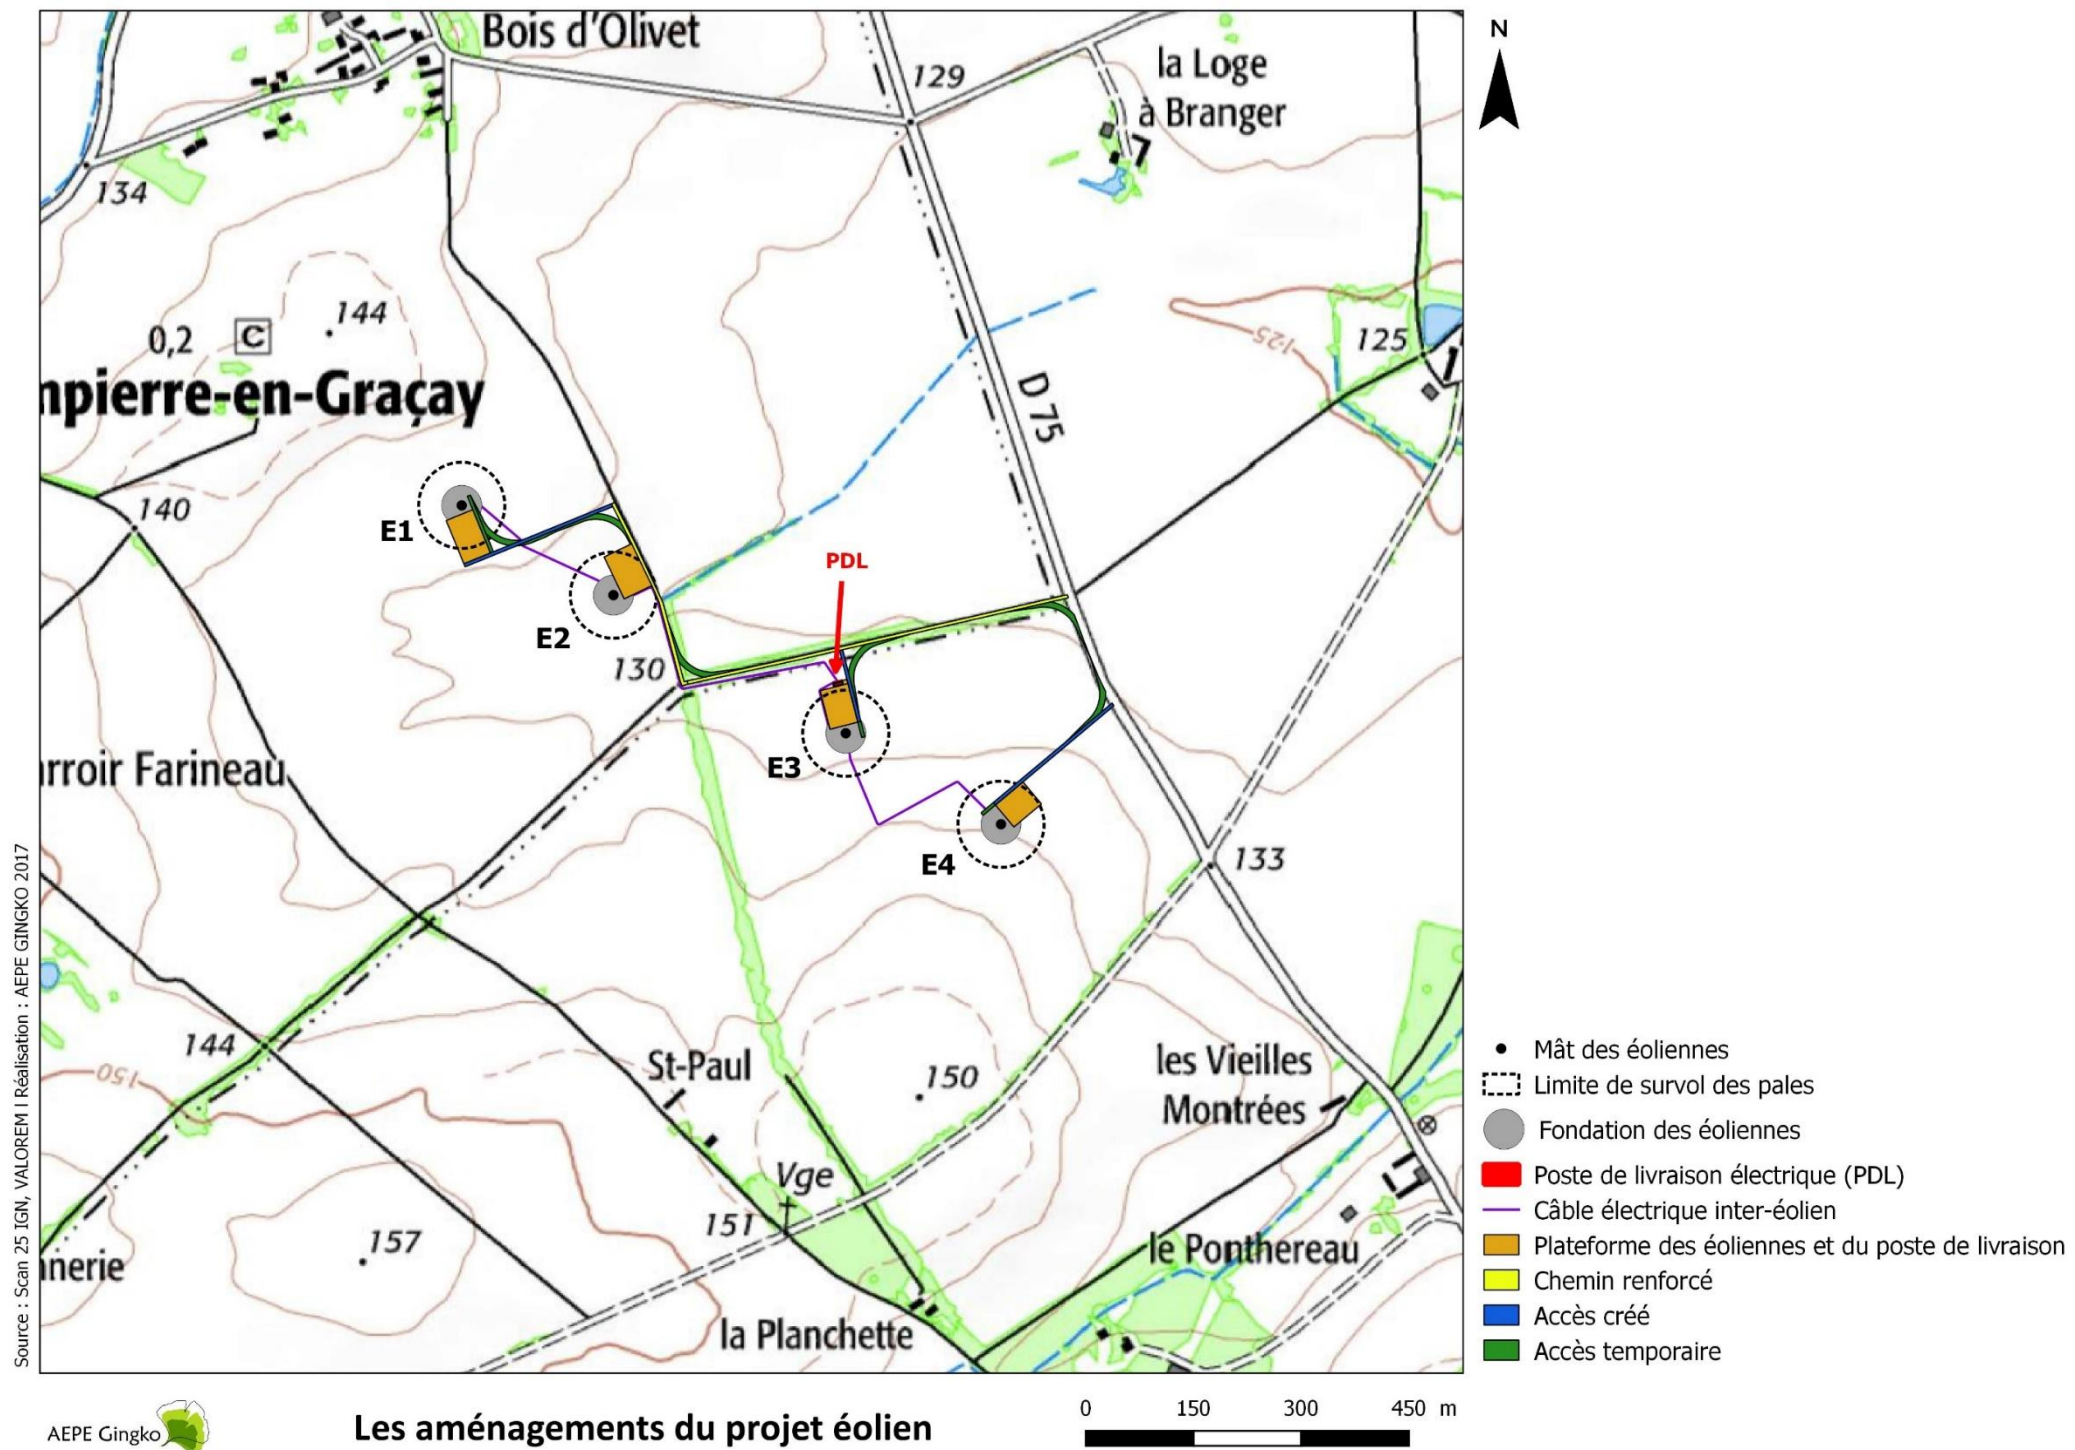 Bois d'Olivet
129
la Loge
à Branger
N
134
144
0,2 C
125
125
mpierre-en-Graçay
D 75
140
E1
PDL
E2
130
E3
E4
arroir Farineau
133
144
150
St-Paul
150
les Vieilles
Montrées
Vge
151
157
le Ponthereau
nnerie
la Planchette
Source : Scan 25 IGN, VALOREM I Réalisation : AEPE GINGKO 2017
Mât des éoliennes
Limite de survol des pales
Fondation des éoliennes
Poste de livraison électrique (PDL)
Câble électrique inter-éolien
Plateforme des éoliennes et du poste de livraison
Chemin renforcé
Accès créé
Accès temporaire
AEPE Gingko
Les aménagements du projet éolien
0 150 300 450 m